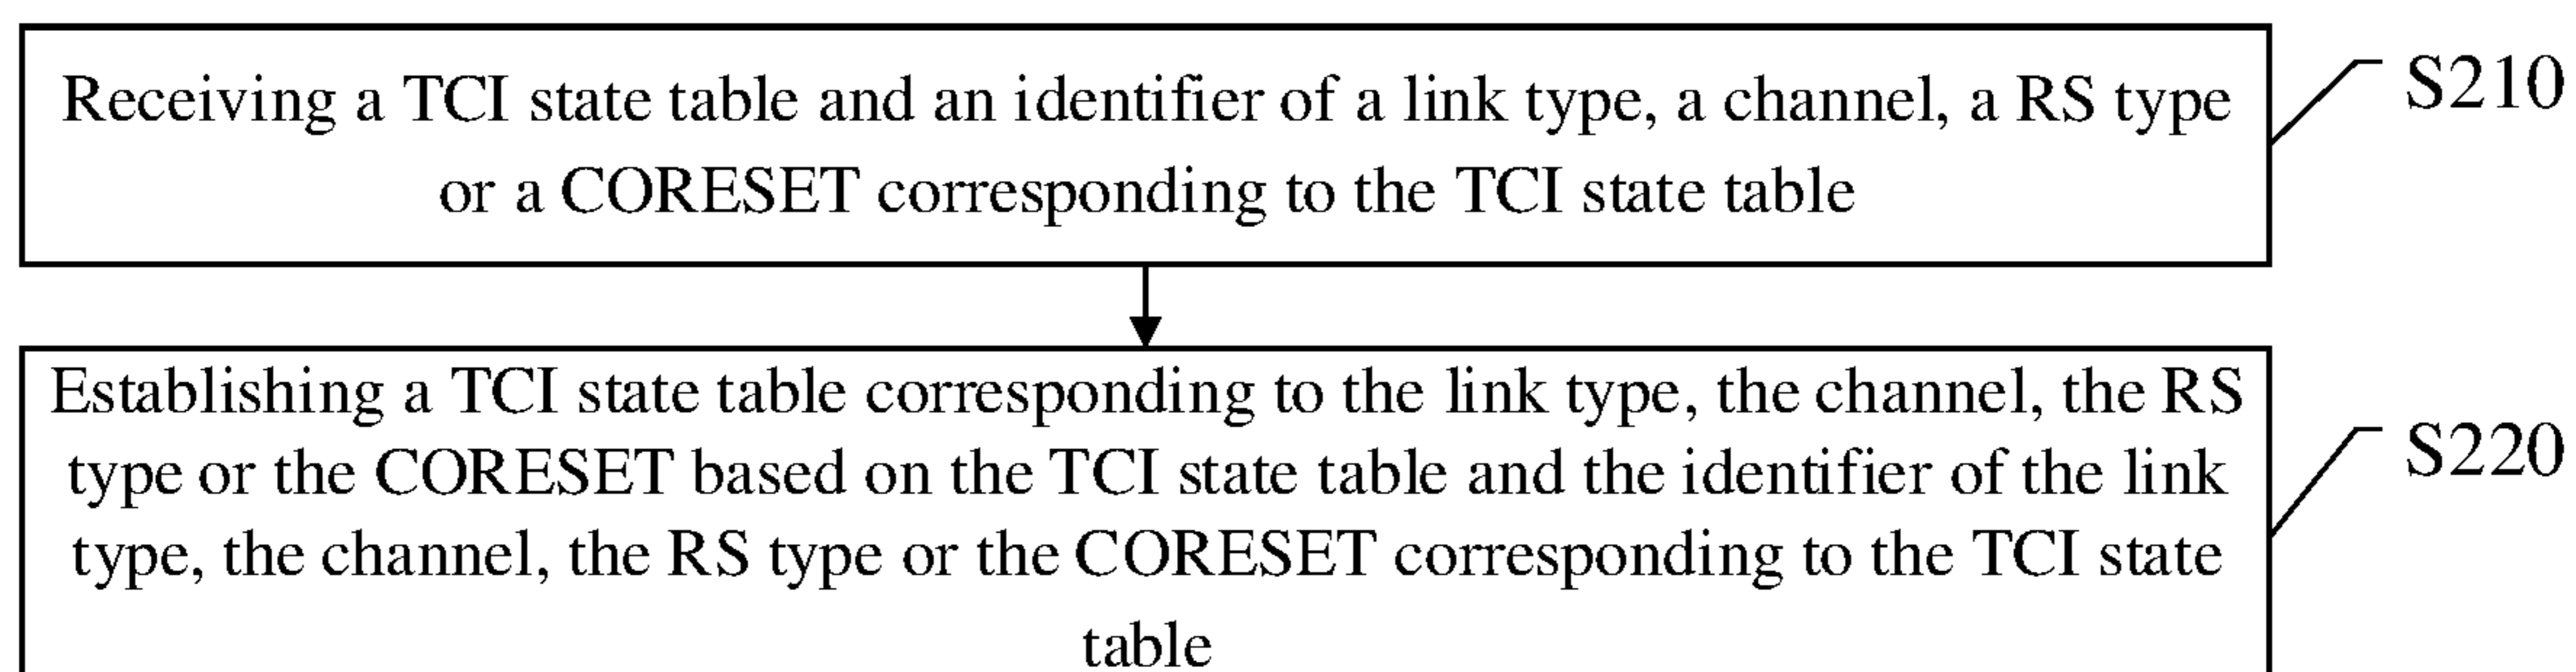 Receiving a TCI state table and an identifier of a link type, a channel, a RS type
or a CORESET corresponding to the TCI state table
S210
Establishing a TCI state table corresponding to the link type, the channel, the RS
type or the CORESET based on the TCI state table and the identifier of the link
type, the channel, the RS type or the CORESET corresponding to the TCI state
table
S220